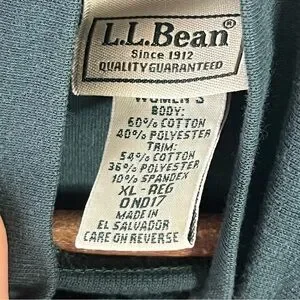 L.L.Bean®
Since 1912
QUALITY GUARANTEED
WOMEN'S
BODY:
60% COTTON
40% POLYESTER
TRIM:
54% COTTON
36% POLYESTER
10% SPANDEX
XL - REG
0ND17
MADE IN
EL SALVADOR
CARE ON REVERSE